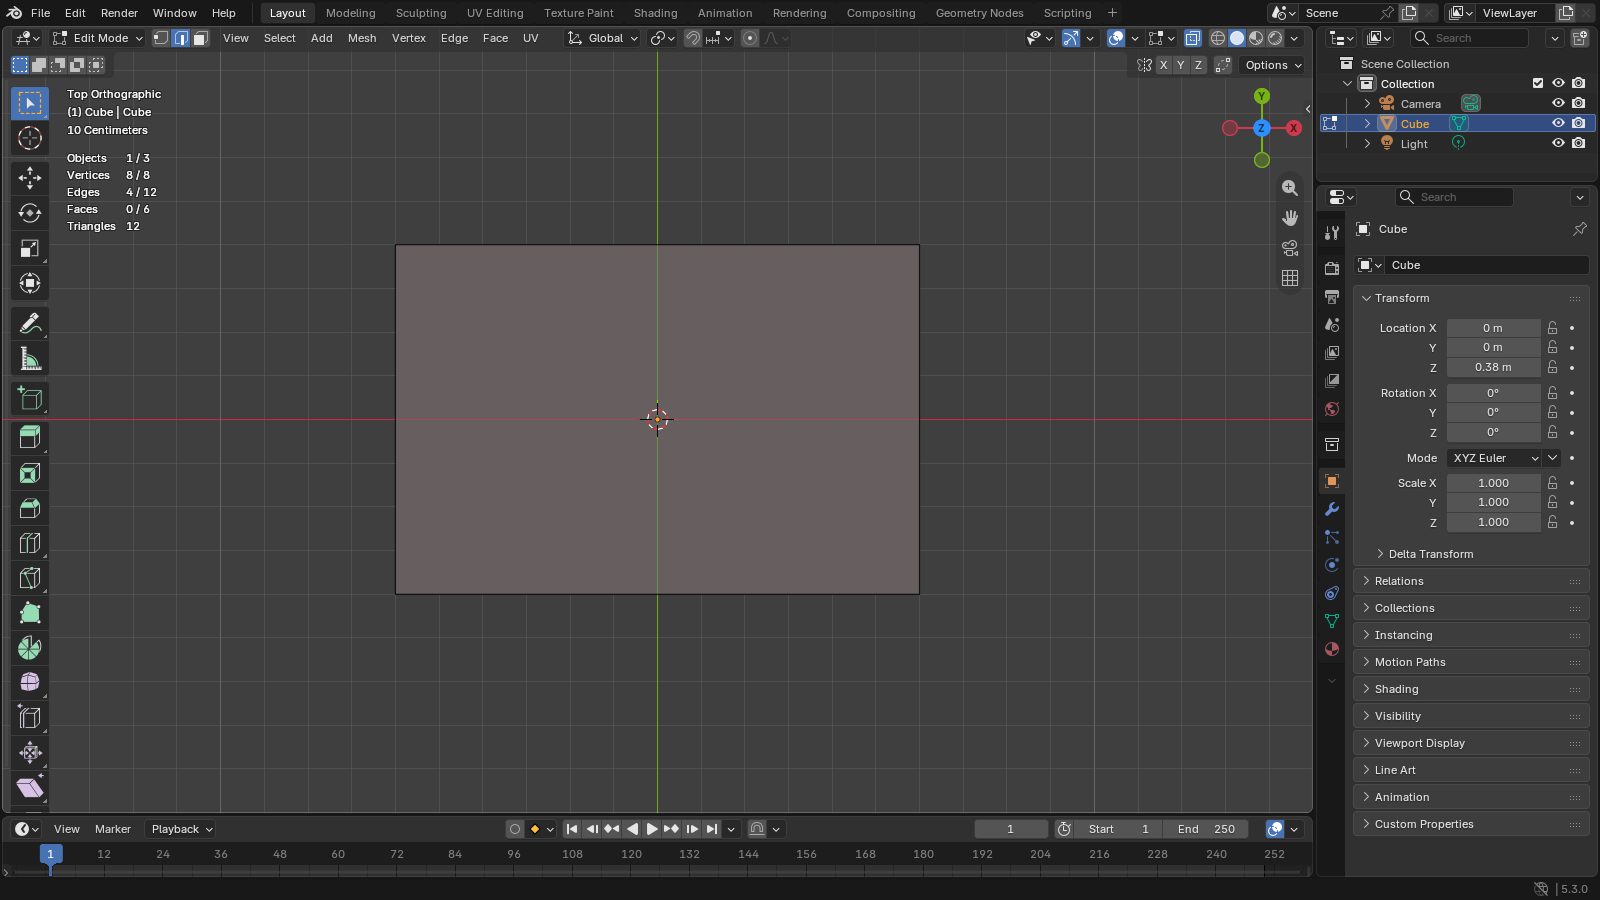 File Edit Render Window Help Layout Modeling Sculpting UV Editing Texture Paint Shading Animation Rendering Compositing Geometry Nodes Scripting + Scene ViewLayer
Edit Mode View Select Add Mesh Vertex Edge Face UV Global Search
X Y Z Options
Top Orthographic
(1) Cube | Cube
10 Centimeters
Objects 1 / 3
Vertices 8 / 8
Edges 4 / 12
Faces 0 / 6
Triangles 12
Y
Z X
Scene Collection
Collection
Camera
Cube
Light
Search
Cube
Cube
Transform
Location X 0 m
Y 0 m
Z 0.38 m
Rotation X 0°
Y 0°
Z 0°
Mode XYZ Euler
Scale X 1.000
Y 1.000
Z 1.000
Delta Transform
Relations
Collections
Instancing
Motion Paths
Shading
Visibility
Viewport Display
Line Art
Animation
Custom Properties
View Marker Playback 1 Start 1 End 250
1 12 24 36 48 60 72 84 96 108 120 132 144 156 168 180 192 204 216 228 240 252
5.3.0